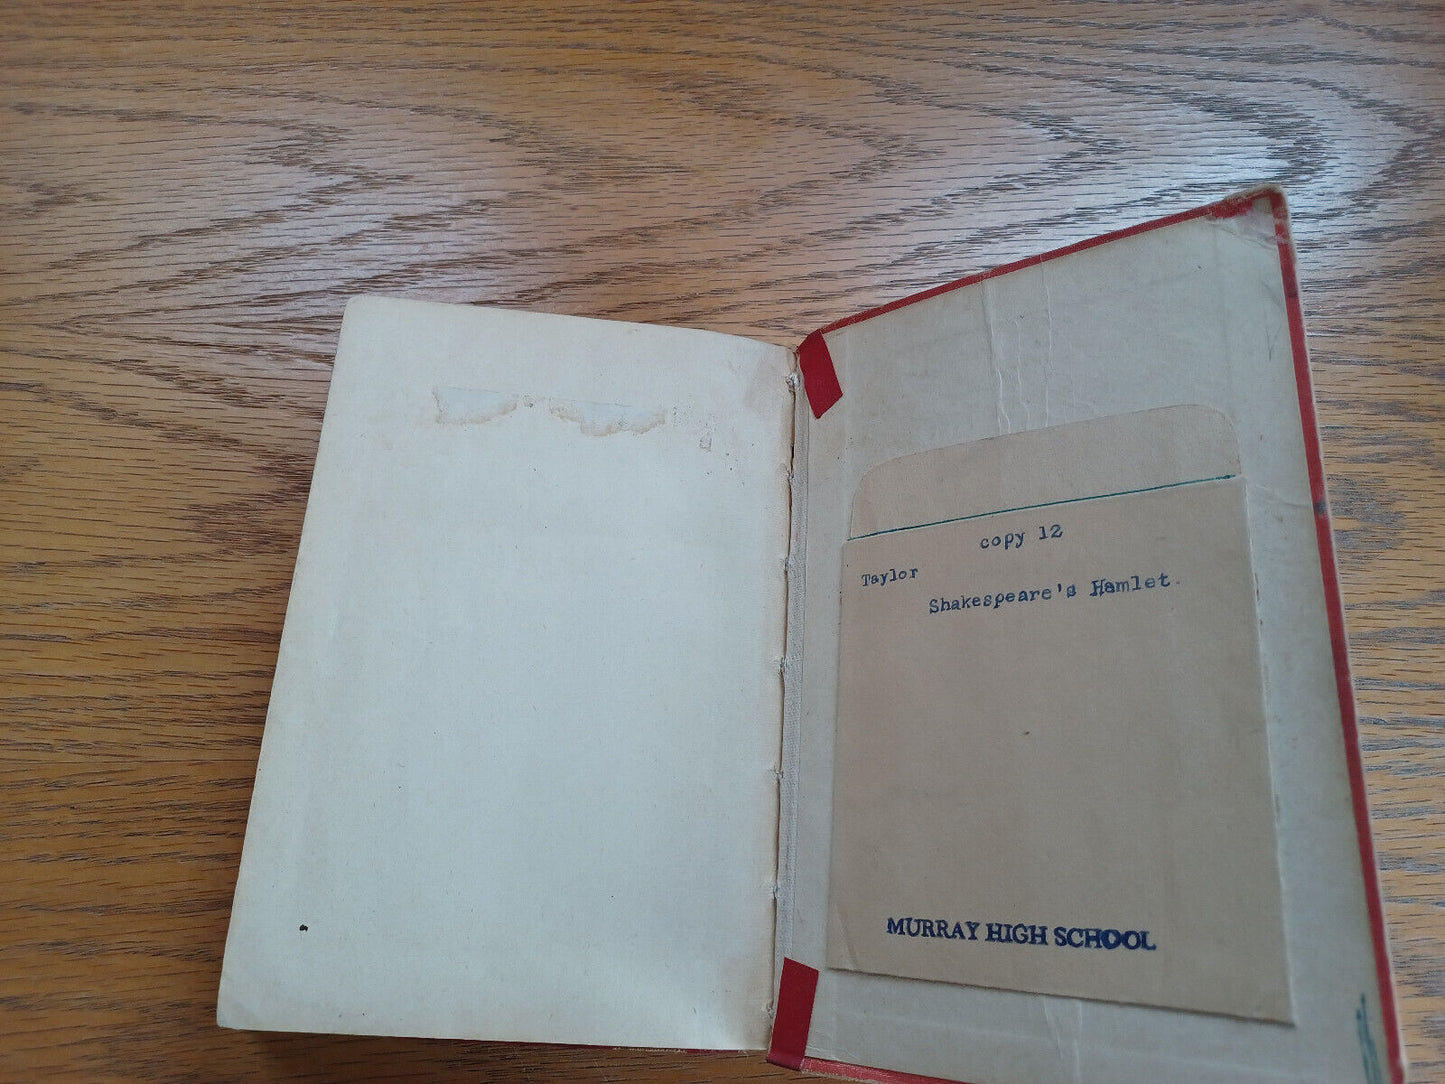 copy 12
Taylor
Shakespeare's Hamlet.
MURRAY HIGH SCHOOL